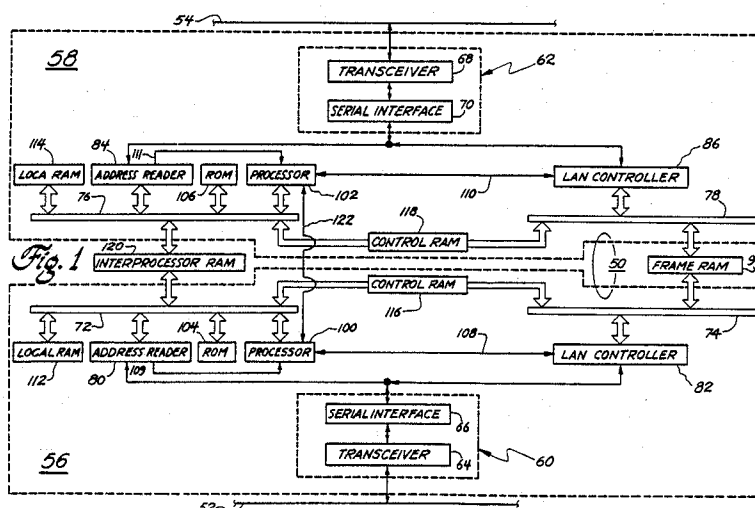 54
58
TRANSCEIVER 68
62
SERIAL INTERFACE 70
114 84 111 86
LOCA RAM ADDRESS READER ROM PROCESSOR LAN CONTROLLER
106 102 110
76 122 118 78
CONTROL RAM
120
Fig. 1 INTERPROCESSOR RAM 50 FRAME RAM
CONTROL RAM
116
72 104 100 108 74
LOCAL RAM ADDRESS READER ROM PROCESSOR LAN CONTROLLER
112 80 109 82
SERIAL INTERFACE 66
60
TRANSCEIVER 64
56